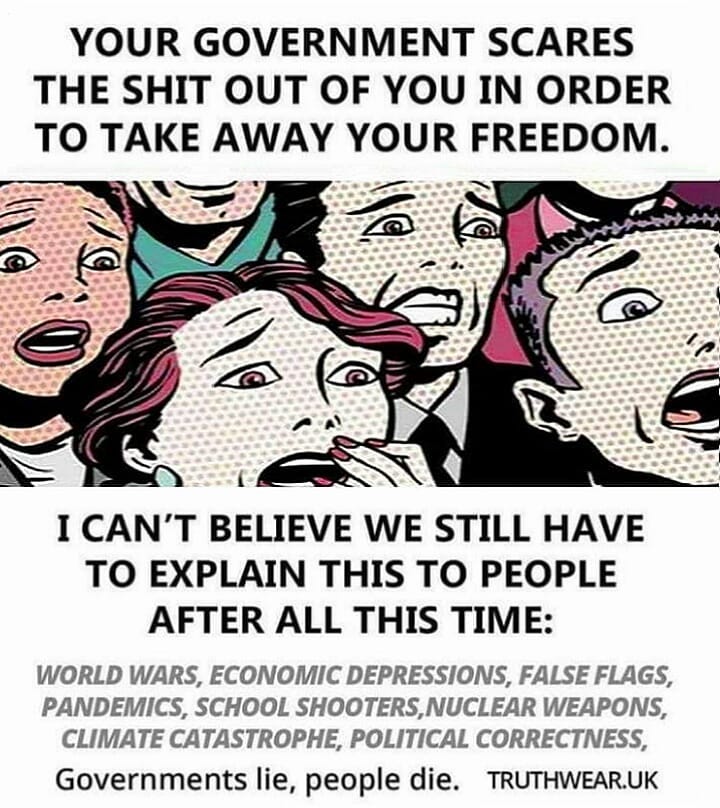 YOUR GOVERNMENT SCARES
THE SHIT OUT OF YOU IN ORDER
TO TAKE AWAY YOUR FREEDOM.
I CAN'T BELIEVE WE STILL HAVE
TO EXPLAIN THIS TO PEOPLE
AFTER ALL THIS TIME:
WORLD WARS, ECONOMIC DEPRESSIONS, FALSE FLAGS,
PANDEMICS, SCHOOL SHOOTERS,NUCLEAR WEAPONS,
CLIMATE CATASTROPHE, POLITICAL CORRECTNESS,
Governments lie, people die. TRUTHWEAR.UK